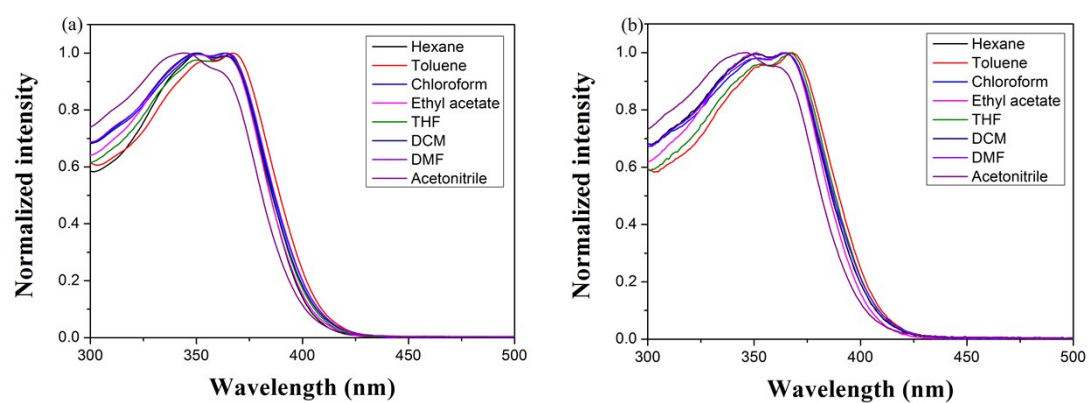 (a)
1.0
0.8
0.6
0.4
0.2
0.0
Normalized intensity
Hexane
Toluene
Chloroform
Ethyl acetate
THF
DCM
DMF
Acetonitrile
300 350 400 450 500
Wavelength (nm)
(b)
1.0
0.8
0.6
0.4
0.2
0.0
Normalized intensity
Hexane
Toluene
Chloroform
Ethyl acetate
THF
DCM
DMF
Acetonitrile
300 350 400 450 500
Wavelength (nm)